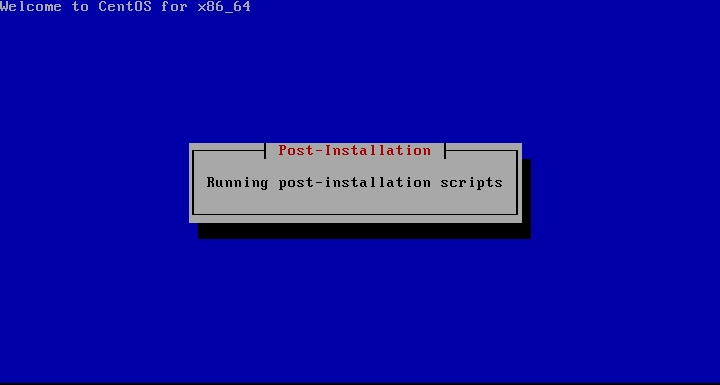 Welcome to CentOS for x86_64
Post-Installation
Running post-installation scripts